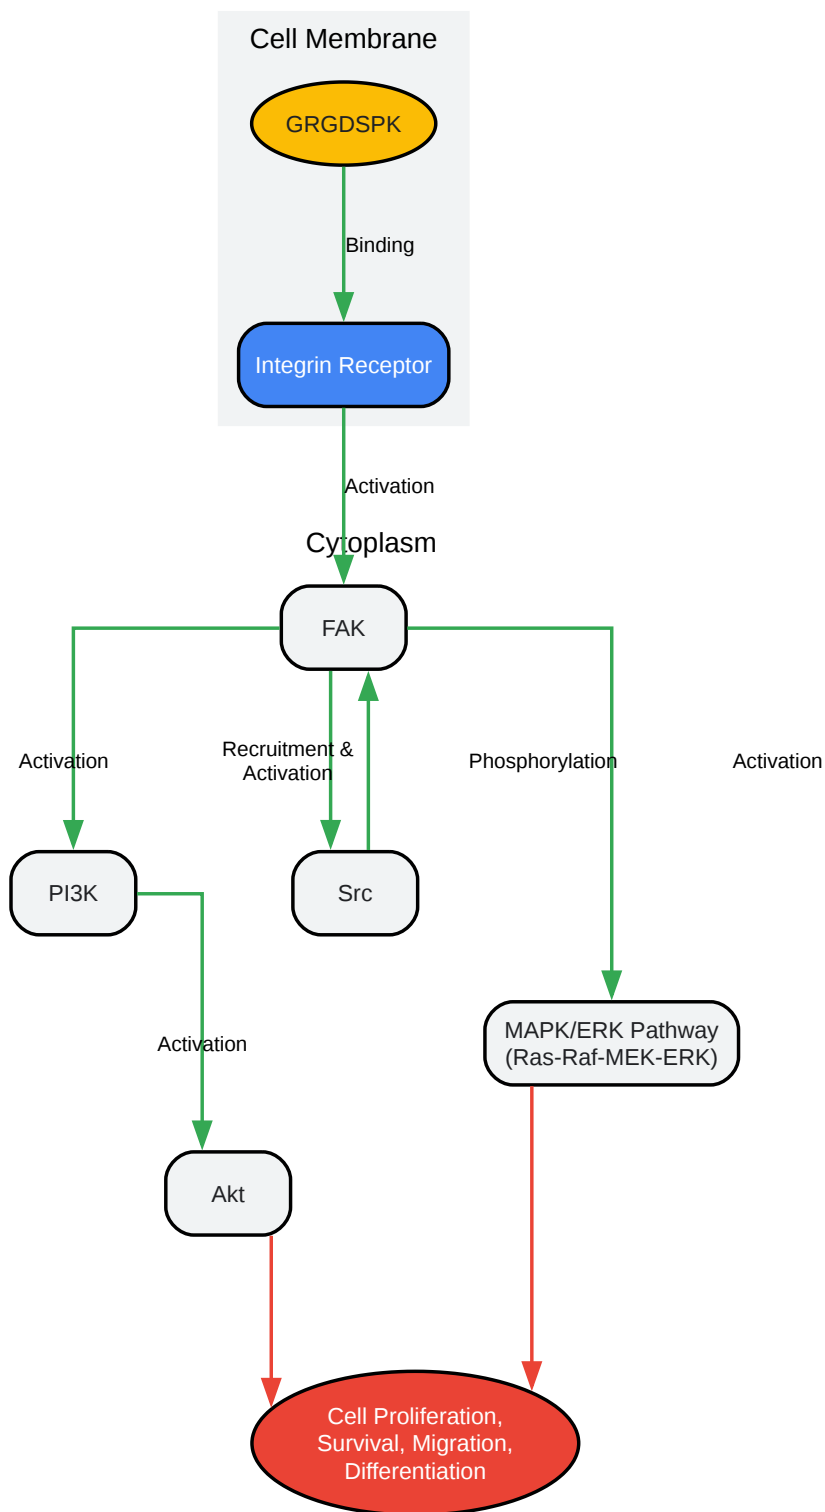 Cell Membrane
GRGDSPK
Binding
Integrin Receptor
Activation
Cytoplasm
FAK
Activation
Recruitment &
Activation
Phosphorylation
Activation
PI3K
Src
MAPK/ERK Pathway
(Ras-Raf-MEK-ERK)
Activation
Akt
Cell Proliferation,
Survival, Migration,
Differentiation